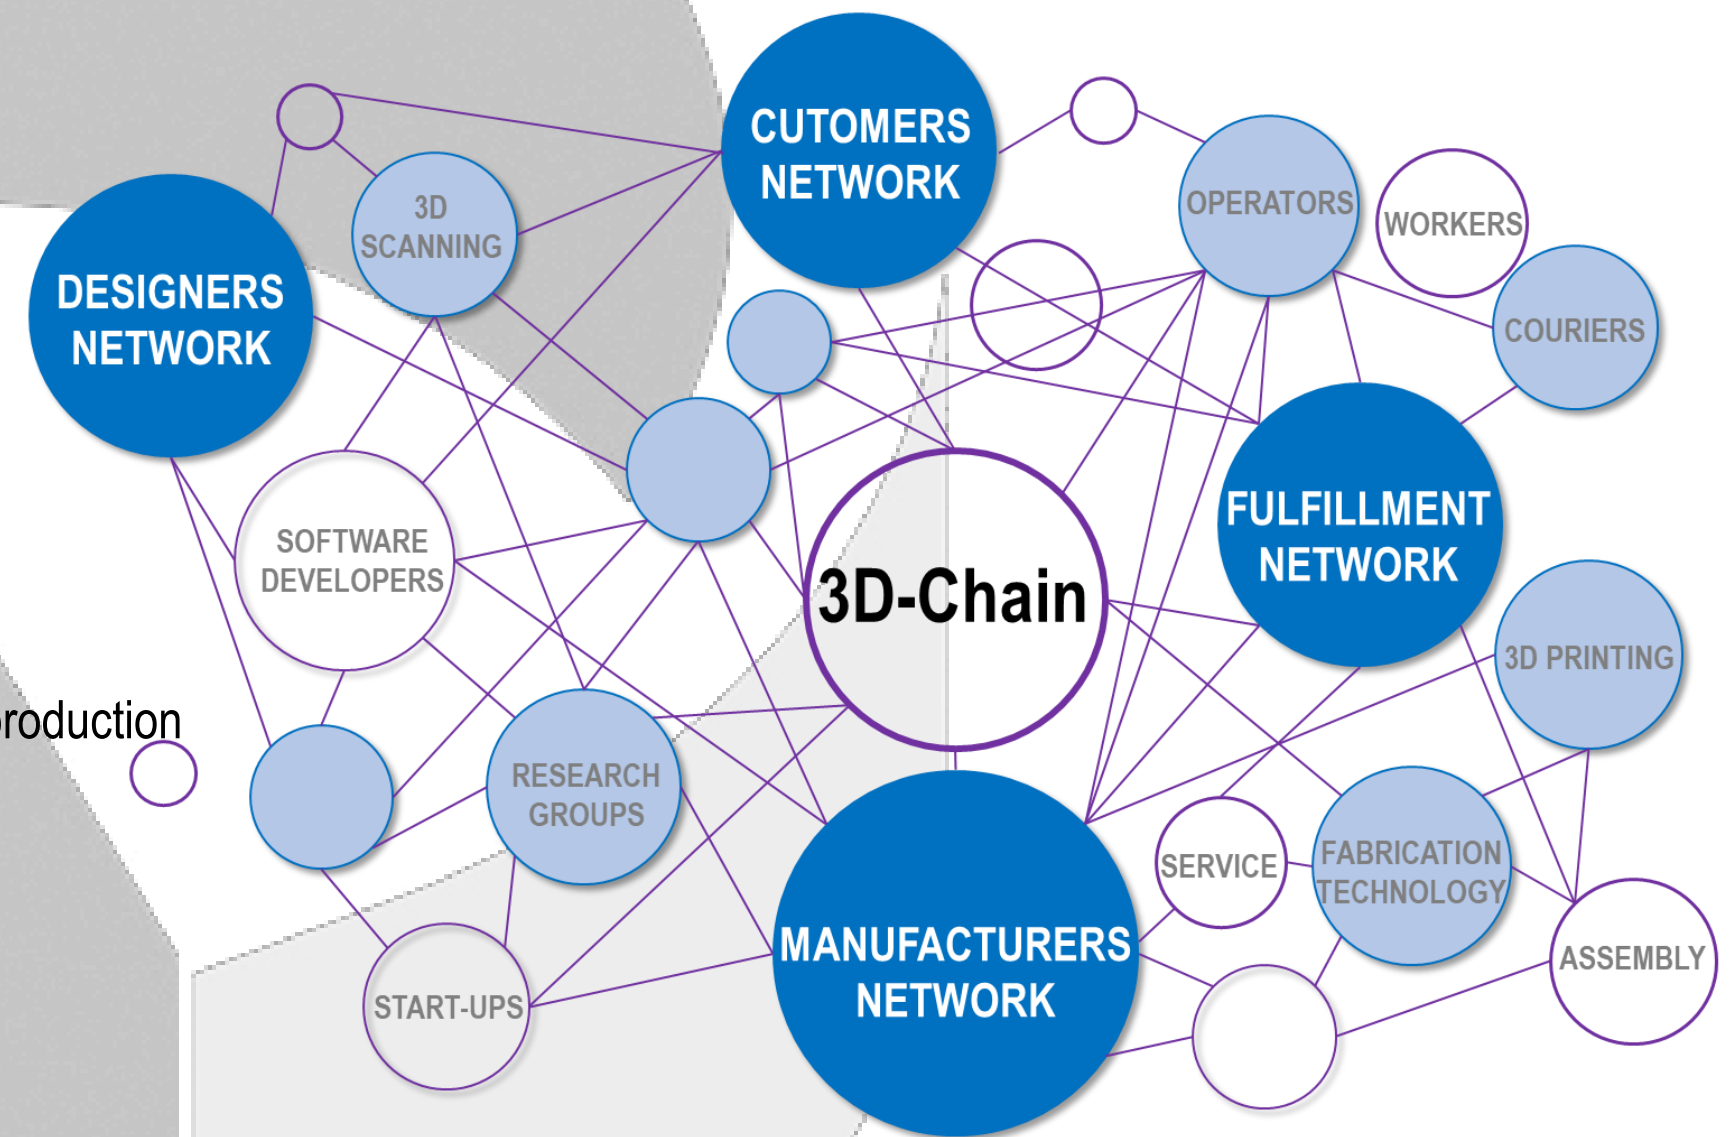 CUTOMERS
NETWORK
OPERATORS
WORKERS
3D
SCANNING
DESIGNERS
NETWORK
COURIERS
FULFILLMENT
NETWORK
SOFTWARE
DEVELOPERS
3D-Chain
3D PRINTING
roduction
RESEARCH
GROUPS
SERVICE
FABRICATION
TECHNOLOGY
MANUFACTURERS
NETWORK
ASSEMBLY
START-UPS